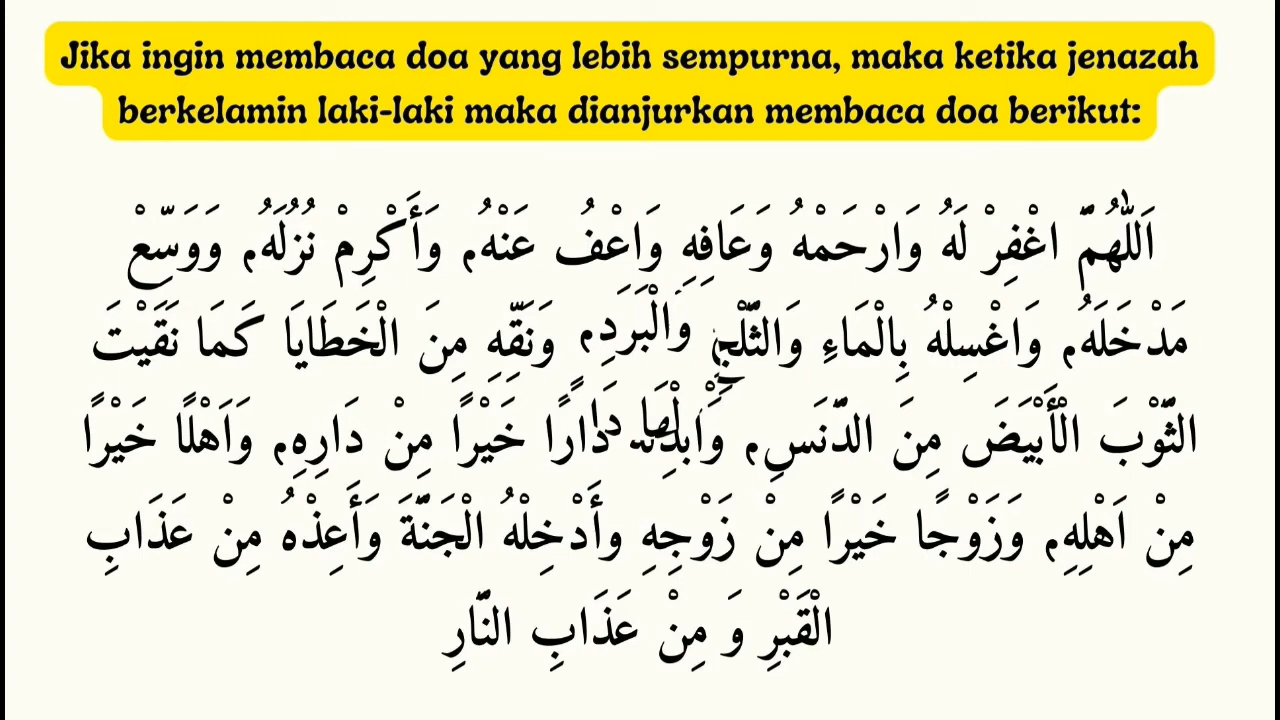 Jika ingin membaca doa yang lebih sempurna, maka ketika jenazah
berkelamin laki-laki maka dianjurkan membaca doa berikut:
اَللّٰهُمَّ اغْفِرْ لَهُ وَارْحَمْهُ وَعَافِهِ وَاعْفُ عَنْهُ، وَأَكْرِمْ نُزُلَهُ، وَوَسِّعْ
مَدْخَلَهُ، وَاغْسِلْهُ بِالْمَاءِ وَالثَّلْجِ وَالْبَرَدِ، وَنَقِّهِ مِنَ الْخَطَايَا كَمَا نَقَيْتَ
الثَّوْبَ الْأَبْيَضَ مِنَ الدَّنَسِ، دَارًا خَيْرًا مِنْ دَارِهِ، وَاَهْلًا خَيْرًا
مِنْ اَهْلِهِ، وَزَوْجًا خَيْرًا مِنْ زَوْجِهِ وأَدْخِلْهُ الْجَنَّةَ وَأَعِذْهُ مِنْ عَذَابِ
الْقَبْرِ وَ مِنْ عَذَابِ النَّارِ